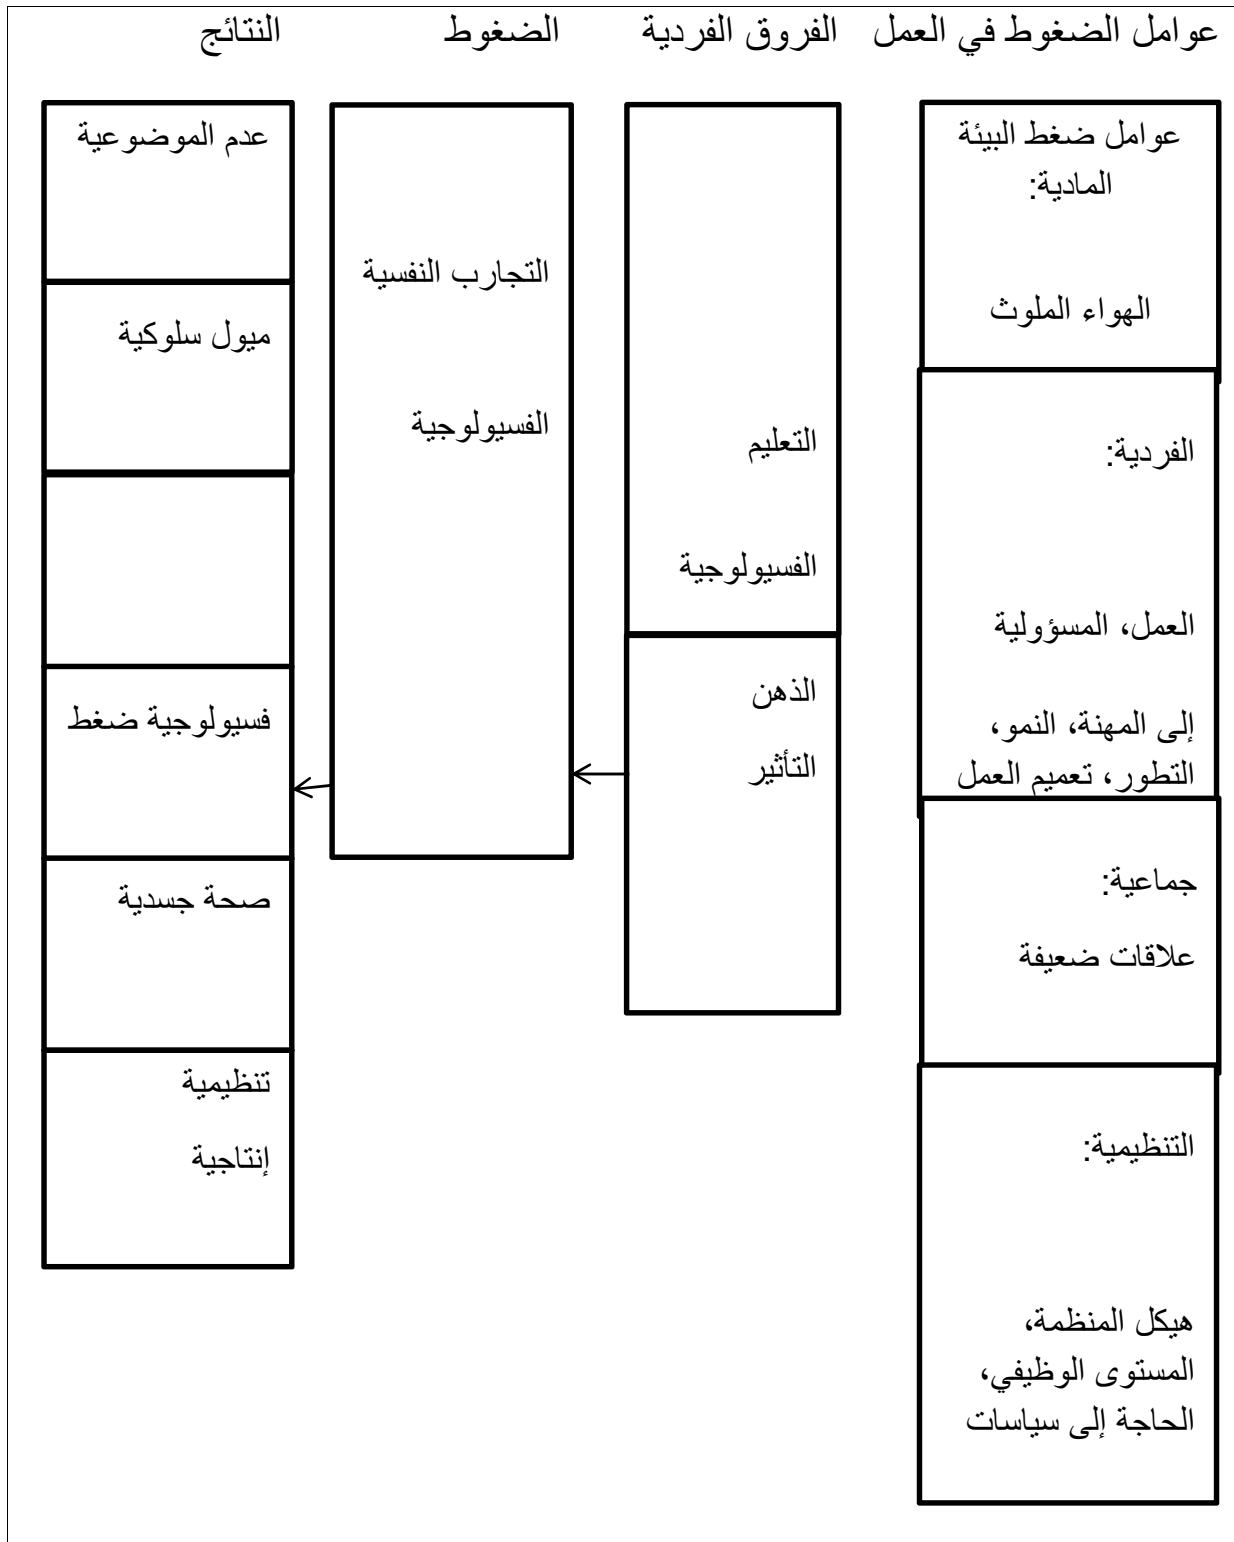 عوامل الضغوط في العمل
الفروق الفردية
الضغوط
النتائج
عوامل ضغط البيئة
المادية:
الهواء الملوث
الفردية:
العمل، المسؤولية
إلى المهنة، النمو،
التطور، تعميم العمل
جماعية:
علاقات ضعيفة
التنظيمية:
هيكل المنظمة،
المستوى الوظيفي،
الحاجة إلى سياسات
التعليم
الفسيولوجية
الذهن
التأثير
التجارب النفسية
الفسيولوجية
عدم الموضوعية
ميول سلوكية
فسيولوجية ضغط
صحة جسدية
تنظيمية
إنتاجية